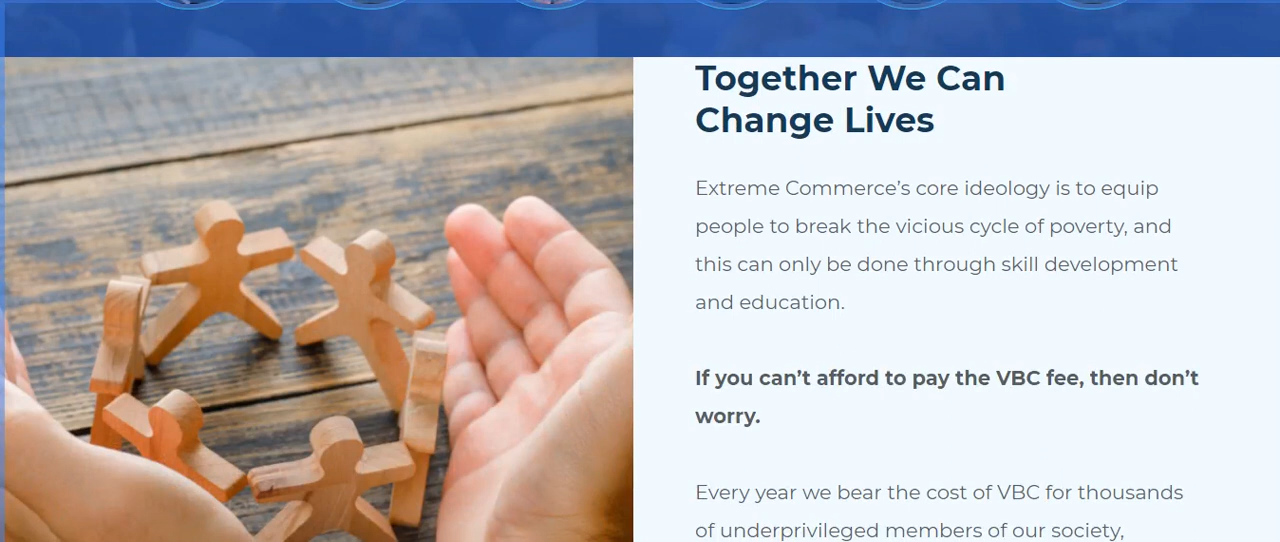 Together We Can
Change Lives
Extreme Commerce’s core ideology is to equip
people to break the vicious cycle of poverty, and
this can only be done through skill development
and education.
If you can’t afford to pay the VBC fee, then don’t
worry.
Every year we bear the cost of VBC for thousands
of underprivileged members of our society,